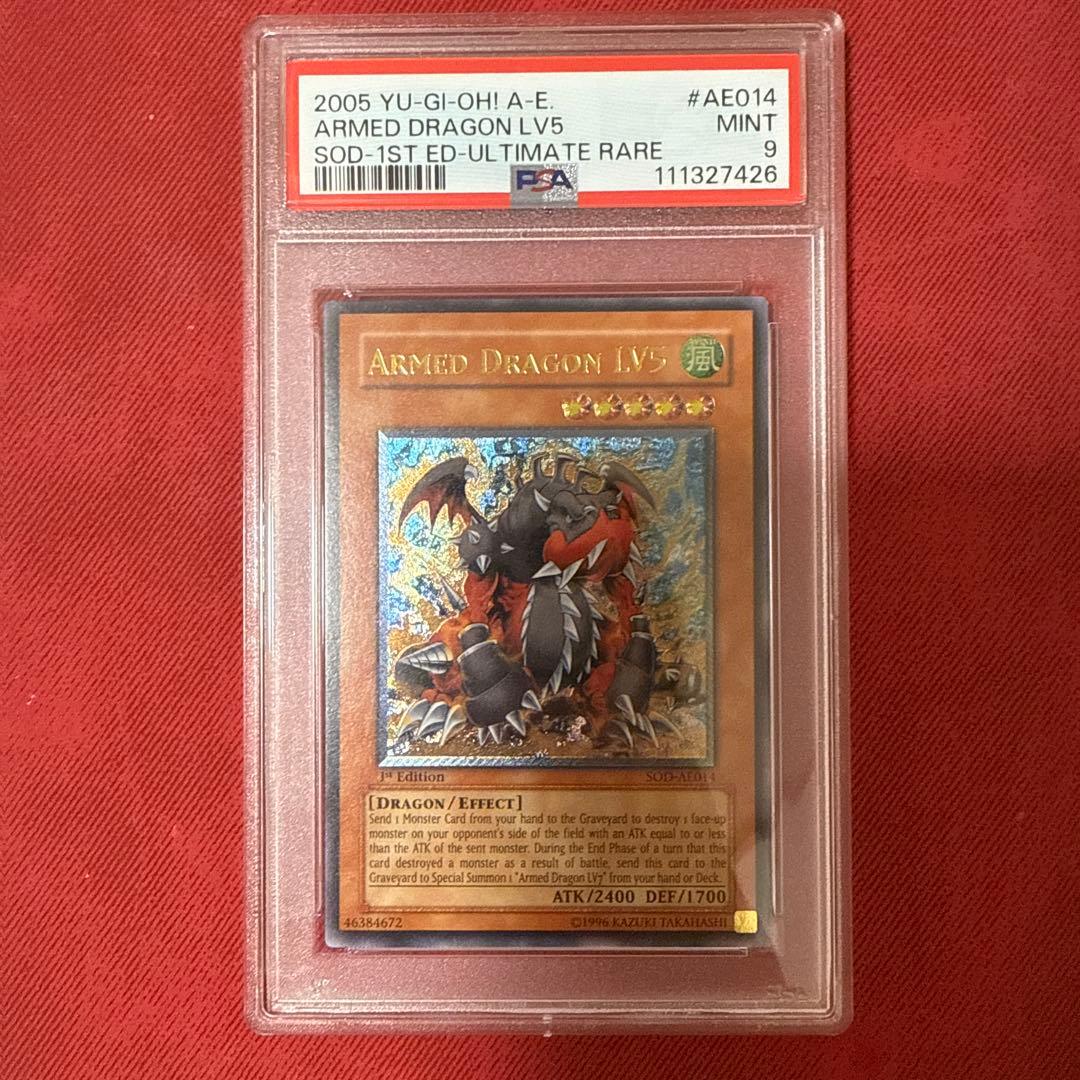 2005 YU-GI-OH! A-E. #AE014
ARMED DRAGON LV5 MINT
SOD-1ST ED-ULTIMATE RARE 9
PSA 111327426
ARMED DRAGON LV5
WIND
風
1st Edition SOD-AE014
[DRAGON/EFFECT]
Send 1 Monster Card from your hand to the Graveyard to destroy 1 face-up
monster on your opponent's side of the field with an ATK equal to or less
than the ATK of the sent monster. During the End Phase of a turn that this
card destroyed a monster as a result of battle, send this card to the
Graveyard to Special Summon 1 "Armed Dragon LV7" from your hand or Deck.
ATK/2400 DEF/1700
46384672 ©1996 KAZUKI TAKAHASHI